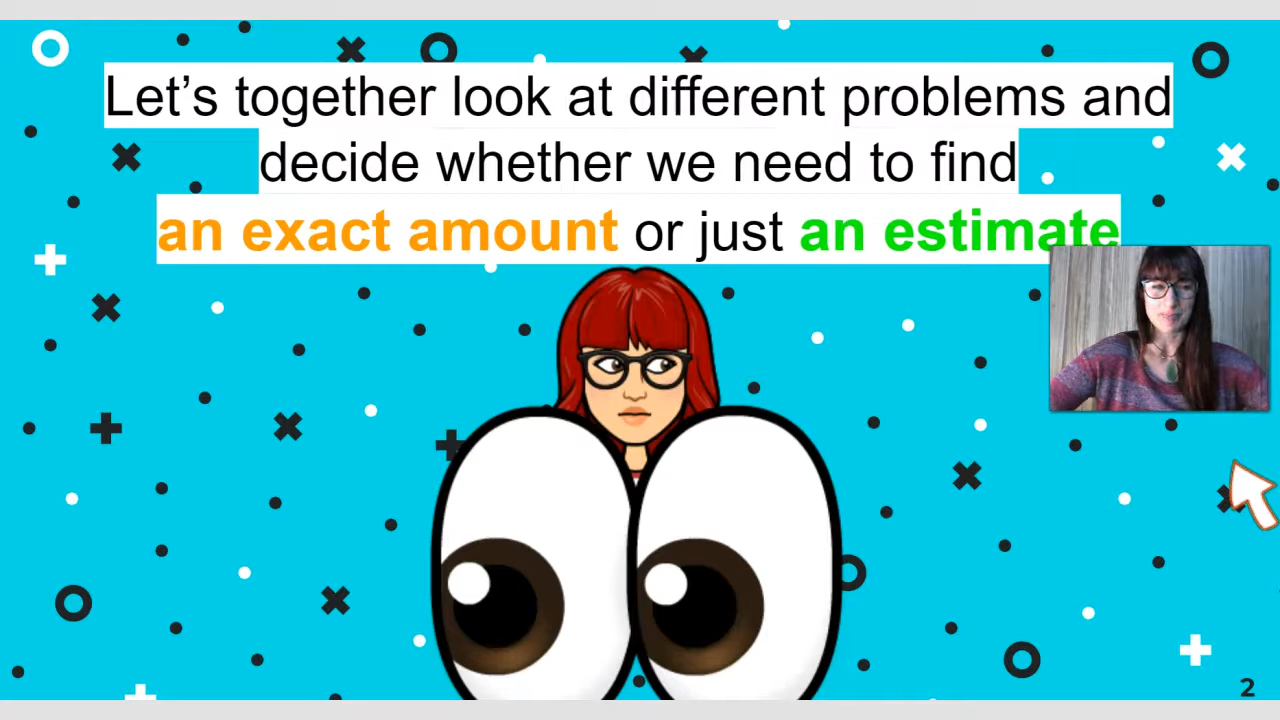 Let’s together look at different problems and
decide whether we need to find
an exact amount or just an estimate
2